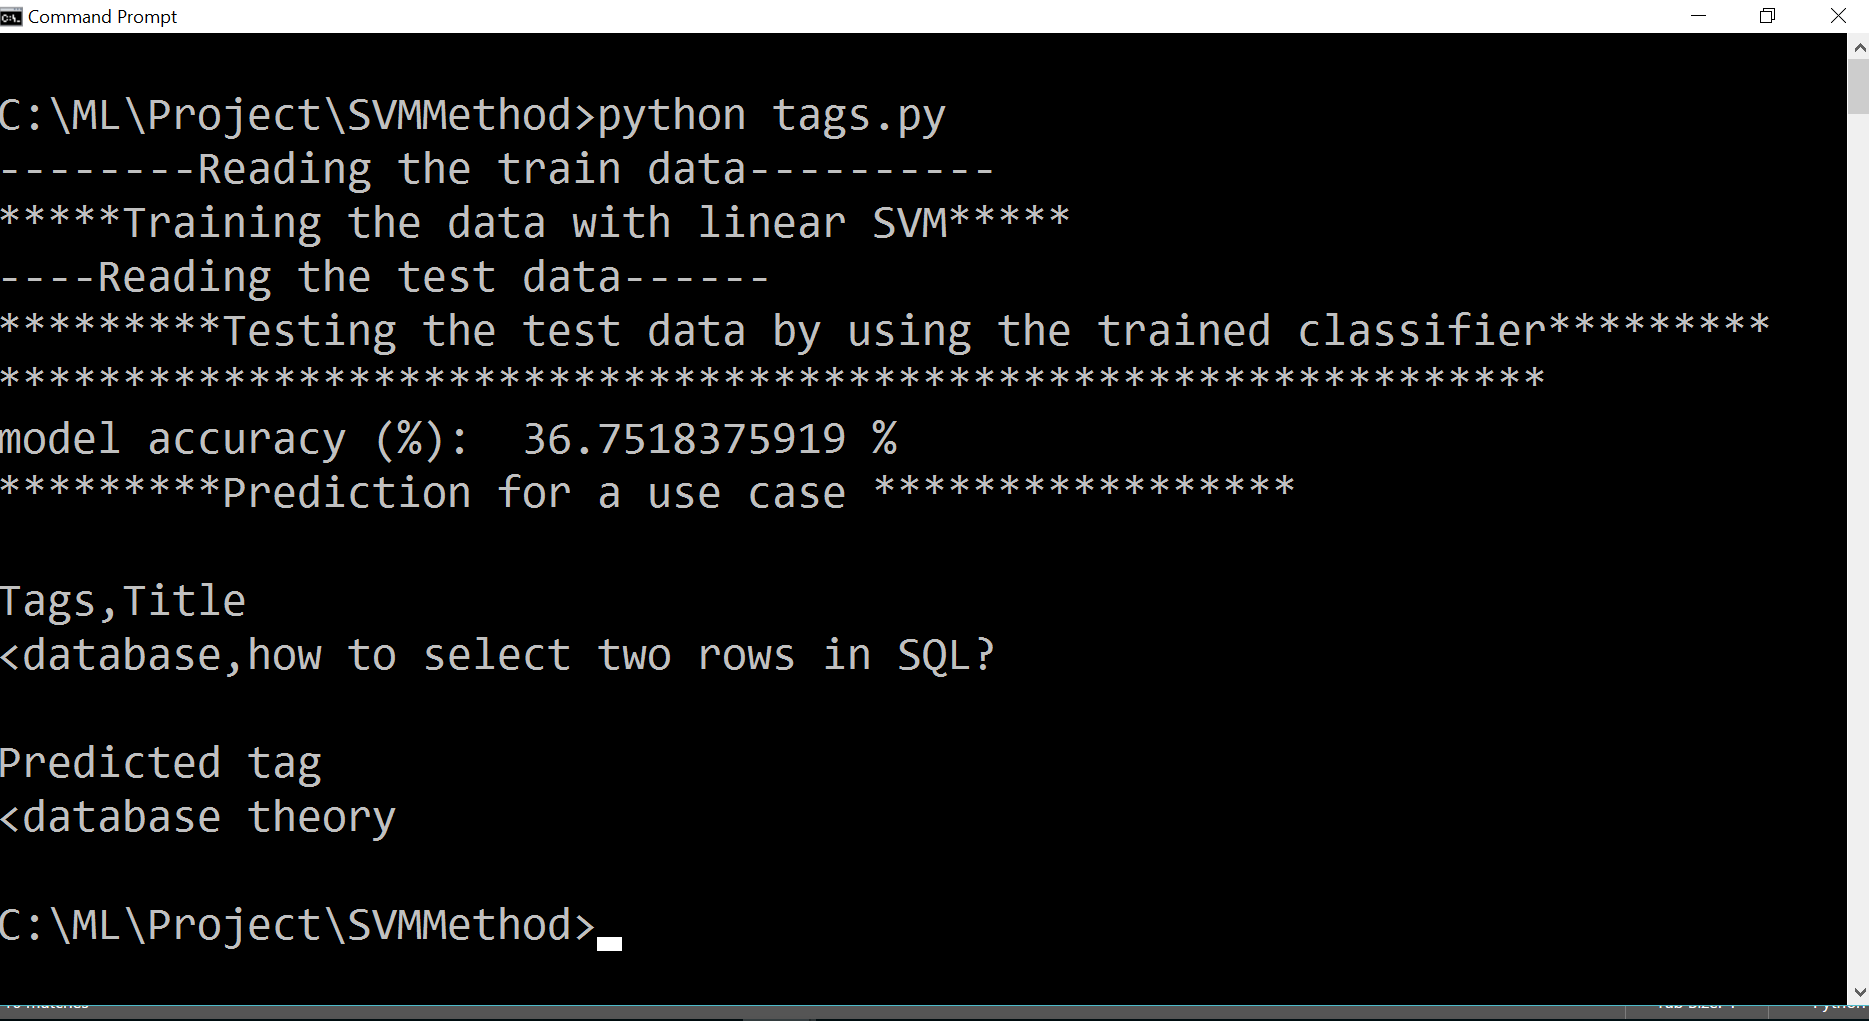 Command Prompt
C:\ML\Project\SVMMethod>python tags.py
--------Reading the train data----------
*****Training the data with linear SVM*****
----Reading the test data------
*********Testing the test data by using the trained classifier*********
**************************************************************
model accuracy (%):  36.7518375919 %
*********Prediction for a use case *****************
Tags,Title
<database,how to select two rows in SQL?
Predicted tag
<database theory
C:\ML\Project\SVMMethod>